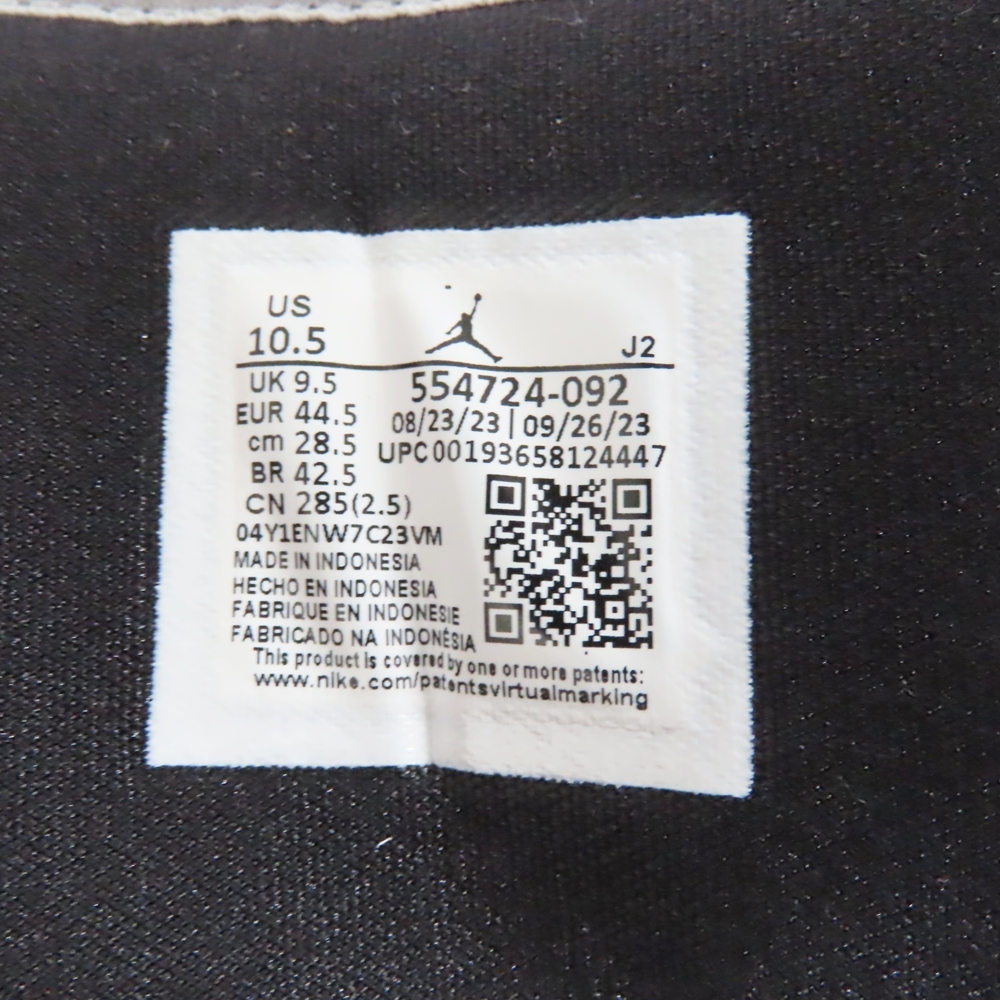 US
10.5
J2
UK 9.5
EUR 44.5
cm 28.5
BR 42.5
CN 285(2.5)
554724-092
08/23/23 | 09/26/23
UPC00193658124447
04Y1ENW7C23VM
MADE IN INDONESIA
HECHO EN INDONESIA
FABRIQUE EN INDONESIE
FABRICADO NA INDONÉSIA
This product is covered by one or more patents:
www.nike.com/patentsvirtualmarking